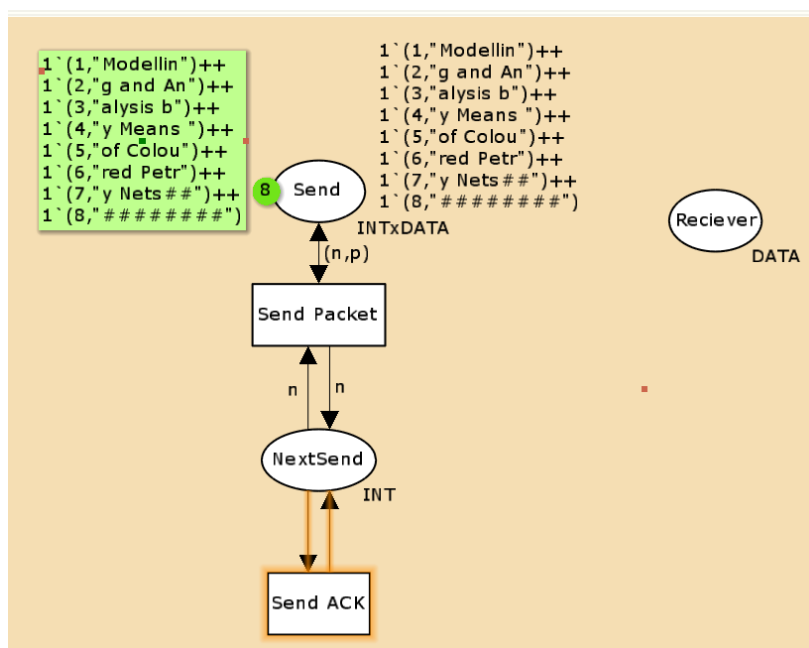 1`(1,"Modellin")++
1`(2,"g and An")++
1`(3,"alysis b")++
1`(4,"y Means ")++
1`(5,"of Colou")++
1`(6,"red Petr")++
1`(7,"y Nets##")++
1`(8,"########")
1`(1,"Modellin")++
1`(2,"g and An")++
1`(3,"alysis b")++
1`(4,"y Means ")++
1`(5,"of Colou")++
1`(6,"red Petr")++
1`(7,"y Nets##")++
1`(8,"########")
8
Send
INTxDATA
Reciever
DATA
(n,p)
Send Packet
n
n
NextSend
INT
Send ACK